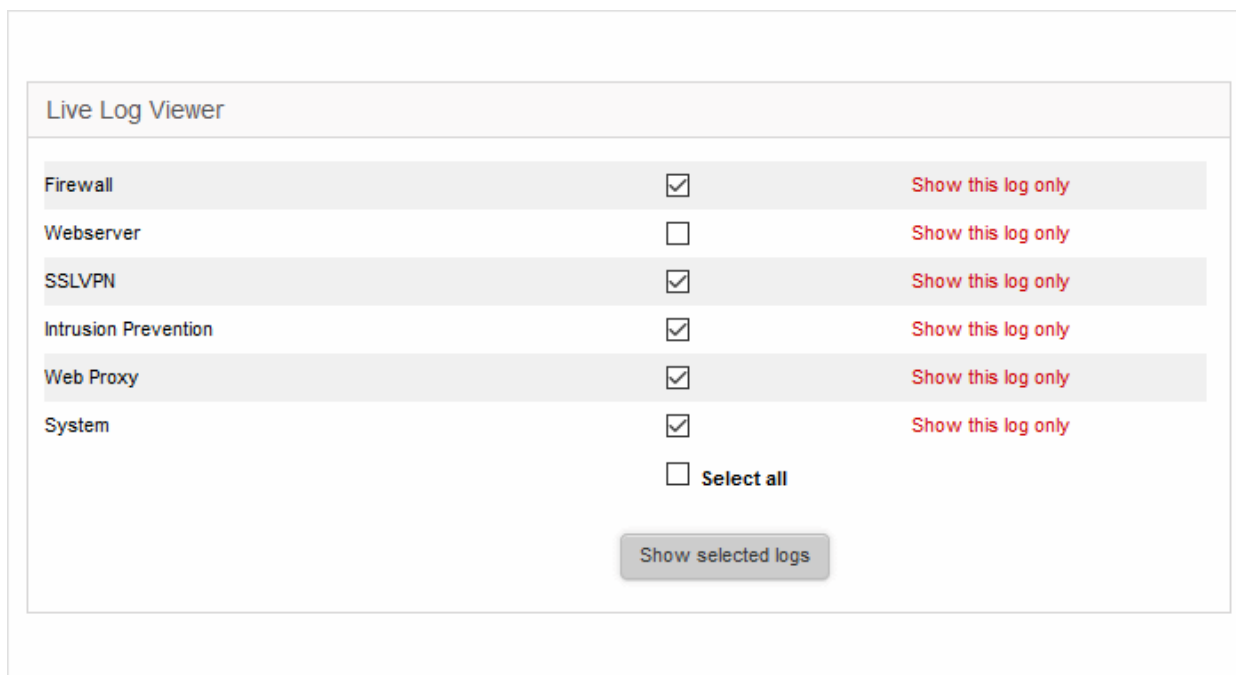 Live Log Viewer
Firewall Show this log only
Webserver Show this log only
SSLVPN Show this log only
Intrusion Prevention Show this log only
Web Proxy Show this log only
System Show this log only
Select all
Show selected logs